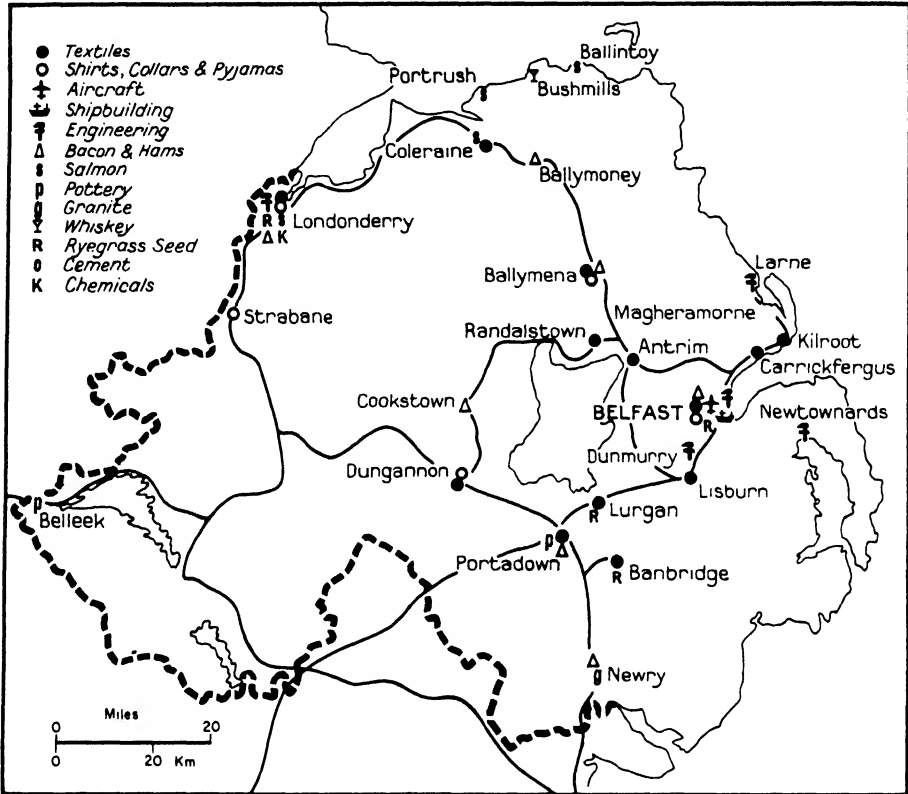 Textiles
Shirts, Collars & Pyjamas
Aircraft
Shipbuilding
Engineering
Bacon & Hams
s Salmon
p Pottery
g Granite
Whiskey
R Ryegrass Seed
0 Cement
K Chemicals
Ballintoy
s
Portrush
Bushmills
s
s
Coleraine
Ballymoney
R s
Londonderry
K
Ballymena
Larne
Strabane
Magheramorne
Randalstown
Kilroot
Antrim
Carrickfergus
Cookstown
BELFAST
R
Newtownards
Dunmurry
Dungannon
Lisburn
p
Belleek
Lurgan
R
p
Portadown
Banbridge
R
Newry
g
Miles
0 20
0 20 Km